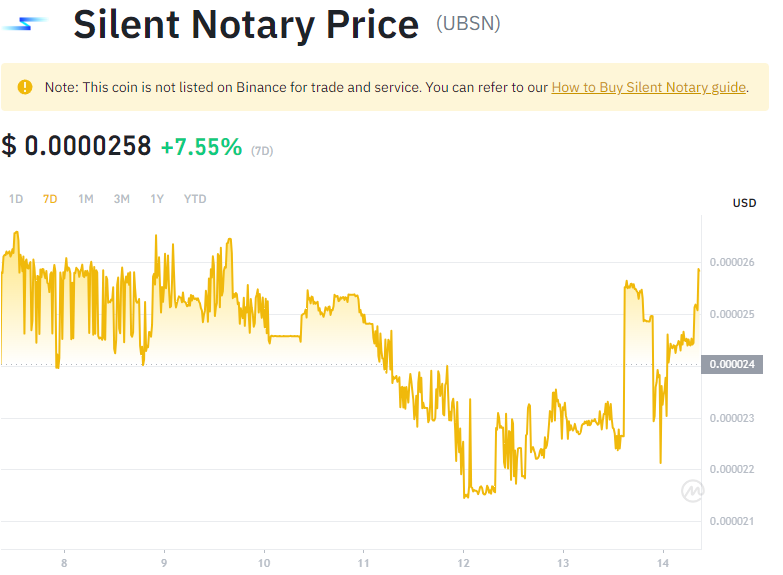 Silent Notary Price (UBSN)
Note: This coin is not listed on Binance for trade and service. You can refer to our How to Buy Silent Notary guide.
$ 0.0000258 +7.55% (7D)
1D 7D 1M 3M 1Y YTD
USD
0.000026
0.000025
0.000024
0.000023
0.000022
0.000021
8 9 10 11 12 13 14